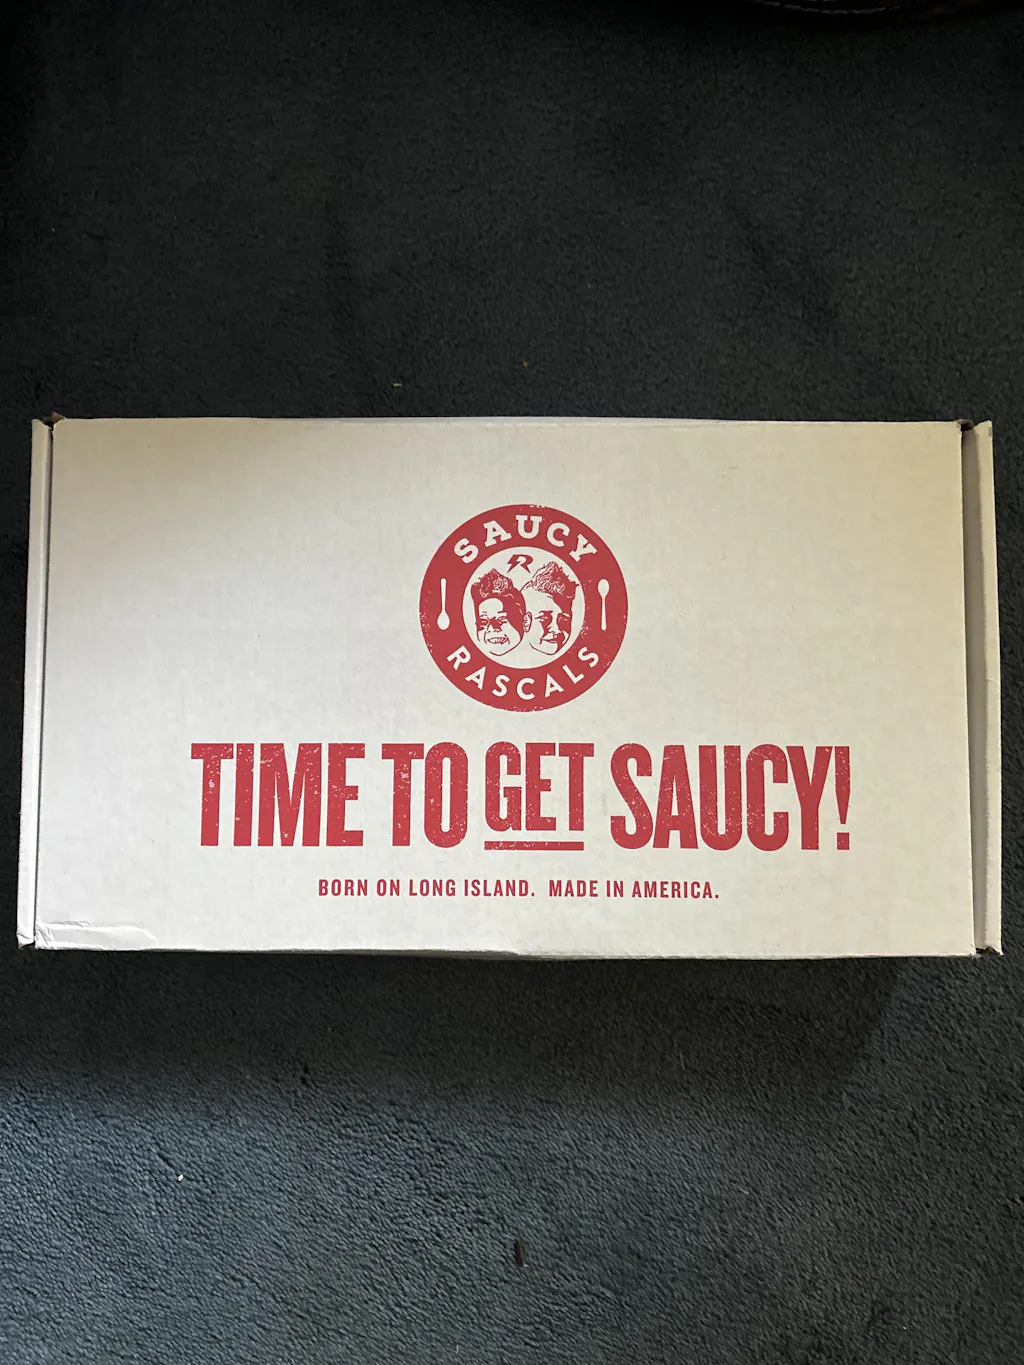 SAUCY
R
RASCALS
TIME TO GET SAUCY!
BORN ON LONG ISLAND. MADE IN AMERICA.